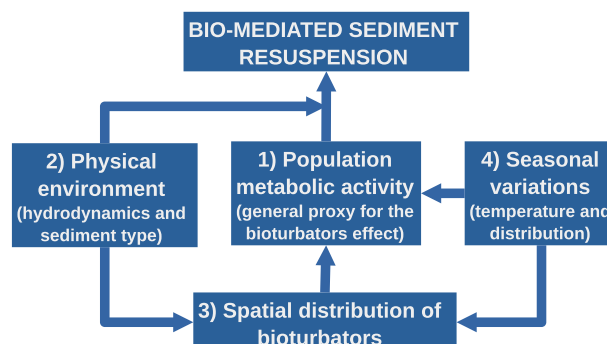 BIO-MEDIATED SEDIMENT
RESUSPENSION
2) Physical
environment
(hydrodynamics and
sediment type)
1) Population
metabolic activity
(general proxy for the
bioturbators effect)
4) Seasonal
variations
(temperature and
distribution)
3) Spatial distribution of
bioturbators